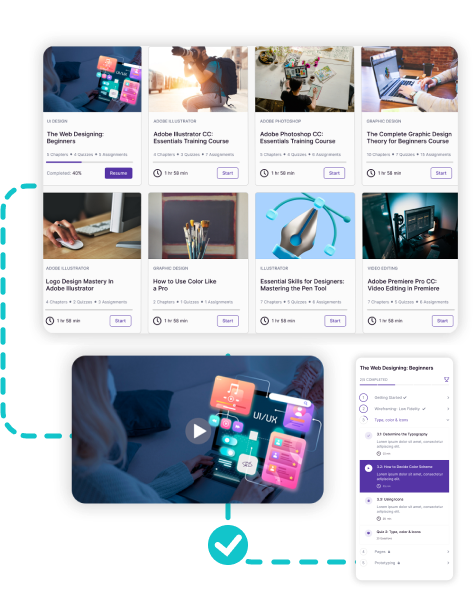 UI/UX
UI DESIGN
The Web Designing:
Beginners
5 Chapters • 4 Quizzes • 5 Assignments
Completed: 40%
Resume
ADOBE ILLUSTRATOR
Adobe Illustrator CC:
Essentials Training Course
4 Chapters • 3 Quizzes • 7 Assignments
1 hr 58 min
Start
ADOBE PHOTOSHOP
Adobe Photoshop CC:
Essentials Training Course
Chapters • 4 Quizzes • 6 Assignments
1 hr 58 min
Start
GRAPHIC DESIGN
The Complete Graphic Design
Theory for Beginners Course
10 Chapters • 7 Quizzes • 15 Assignments
1 hr 58 min
Start
ADOBE ILLUSTRATOR
Logo Design Mastery In
Adobe Illustrator
4 Chapters • 2 Quizzes • 3 Assignments
1 hr 58 min
Start
GRAPHIC DESIGN
How to Use Color Like
a Pro
2 Chapters • 1 Quizzes • 1 Assignments
1 hr 58 min
Start
ILLUSTRATOR
Essential Skills for Designers:
Mastering the Pen Tool
7 Chapters • 5 Quizzes • 6 Assignments
1 hr 58 min
Start
VIDEO EDITING
Adobe Premiere Pro CC:
Video Editing in Premiere
7 Chapters • 5 Quizzes • 6 Assignments
1 hr 58 min
Start
UI/UX
The Web Designing: Beginners
2/5 COMPLETED
1 Getting Started
2 Wireframing: Low Fidelity
Type, color & icons
3.1: Determine the Typography
Lorem ipsum dolor sit amet, consectetur
adipiscing elit.
3.2: How to Decide Color Scheme
Lorem ipsum dolor sit amet, consectetur
adipiscing elit.
3.3: Using Icons
Lorem ipsum dolor sit amet, consectetur
adipiscing elit.
Quiz 3: Type, color & icons
Pages
Prototyping